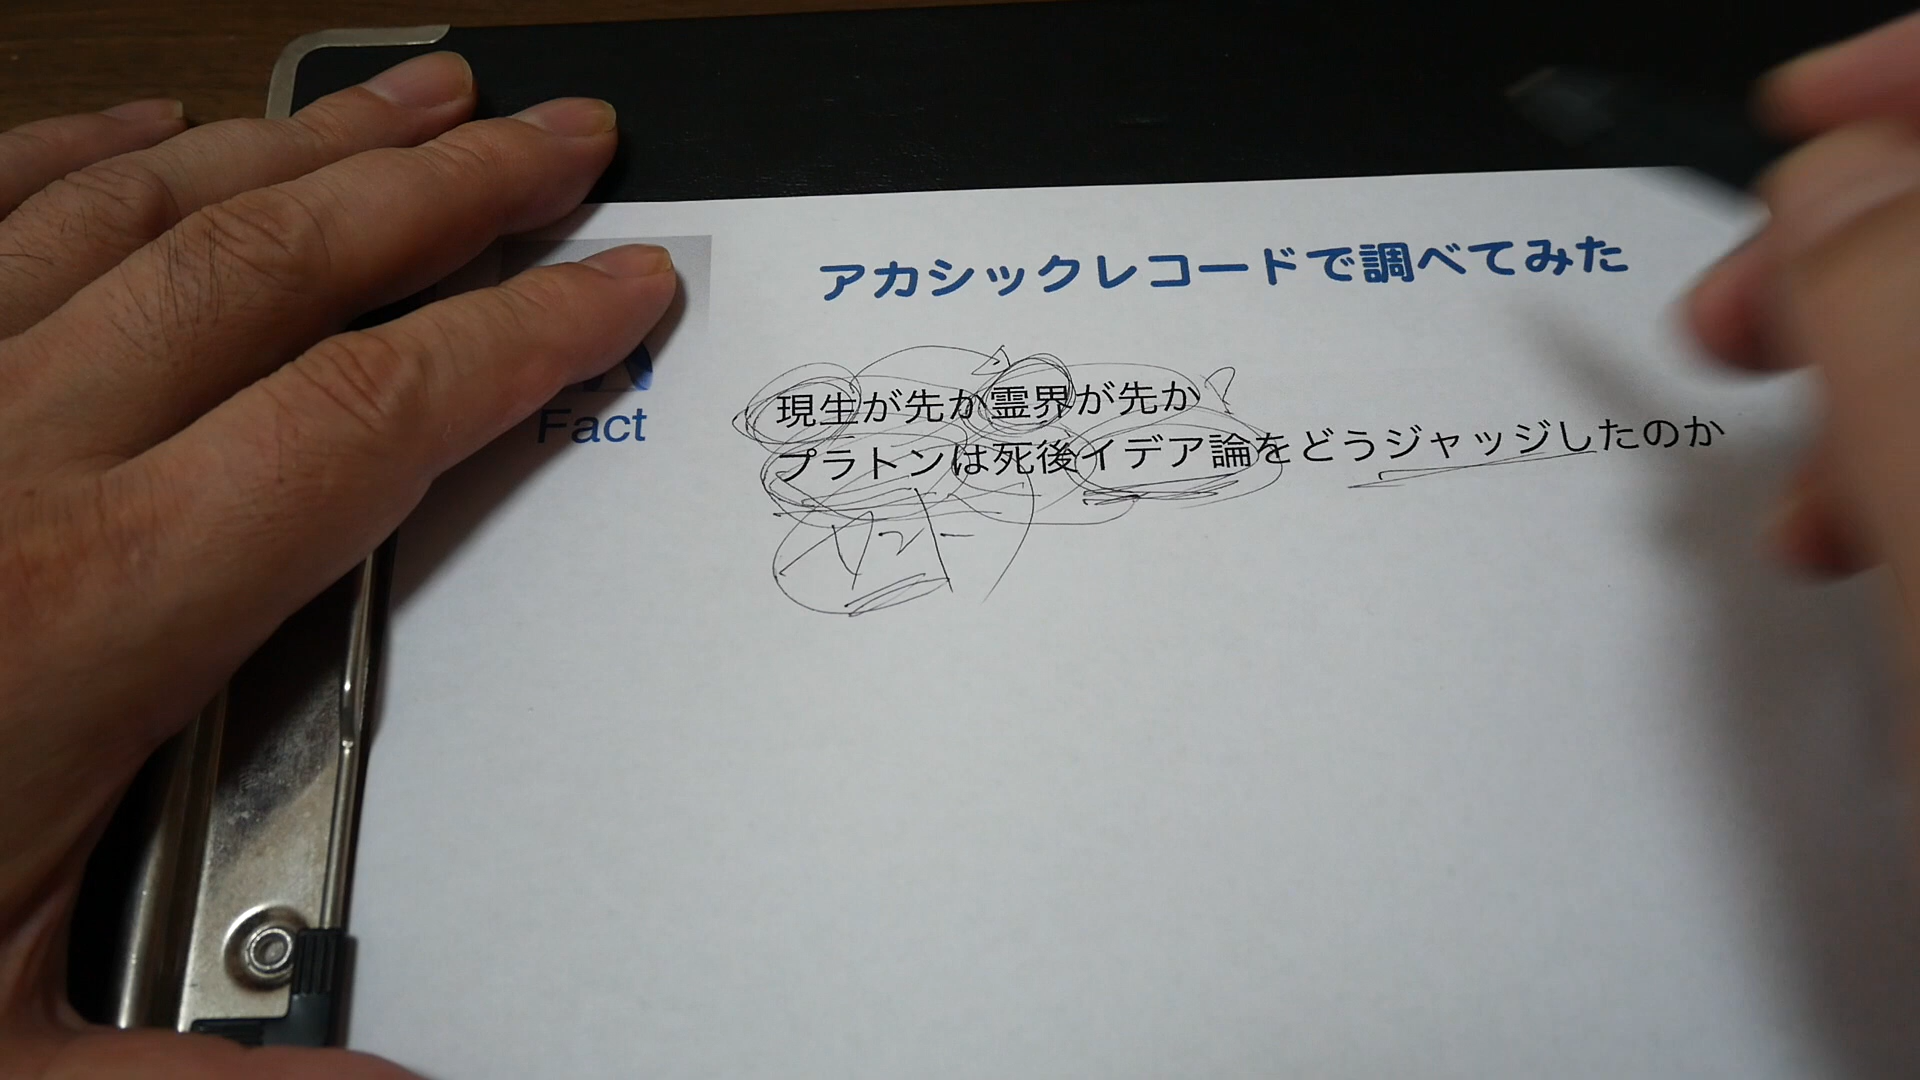 アカシックレコードで調べてみた
Fact
現生が先か霊界が先か?
プラトンは死後イデア論をどうジャッジしたのか